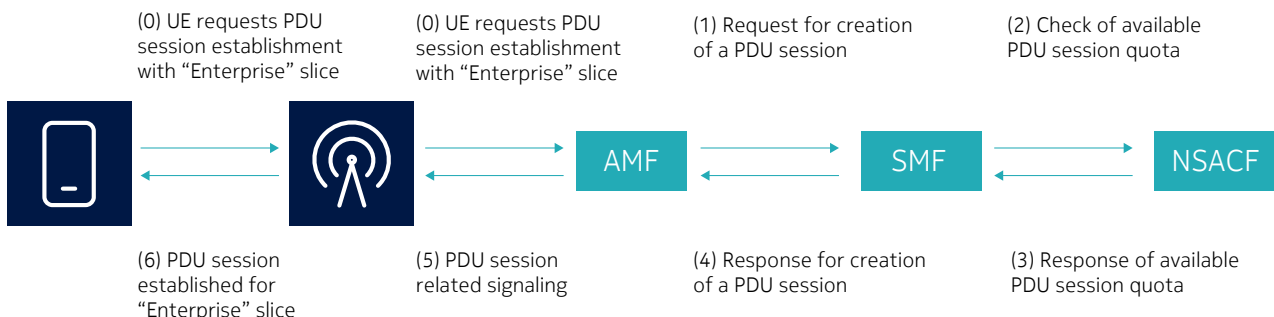 (0) UE requests PDU
session establishment
with “Enterprise” slice
(0) UE requests PDU
session establishment
with “Enterprise” slice
(1) Request for creation
of a PDU session
(2) Check of available
PDU session quota
AMF
SMF
NSACF
(6) PDU session
established for
“Enterprise” slice
(5) PDU session
related signaling
(4) Response for creation
of a PDU session
(3) Response of available
PDU session quota